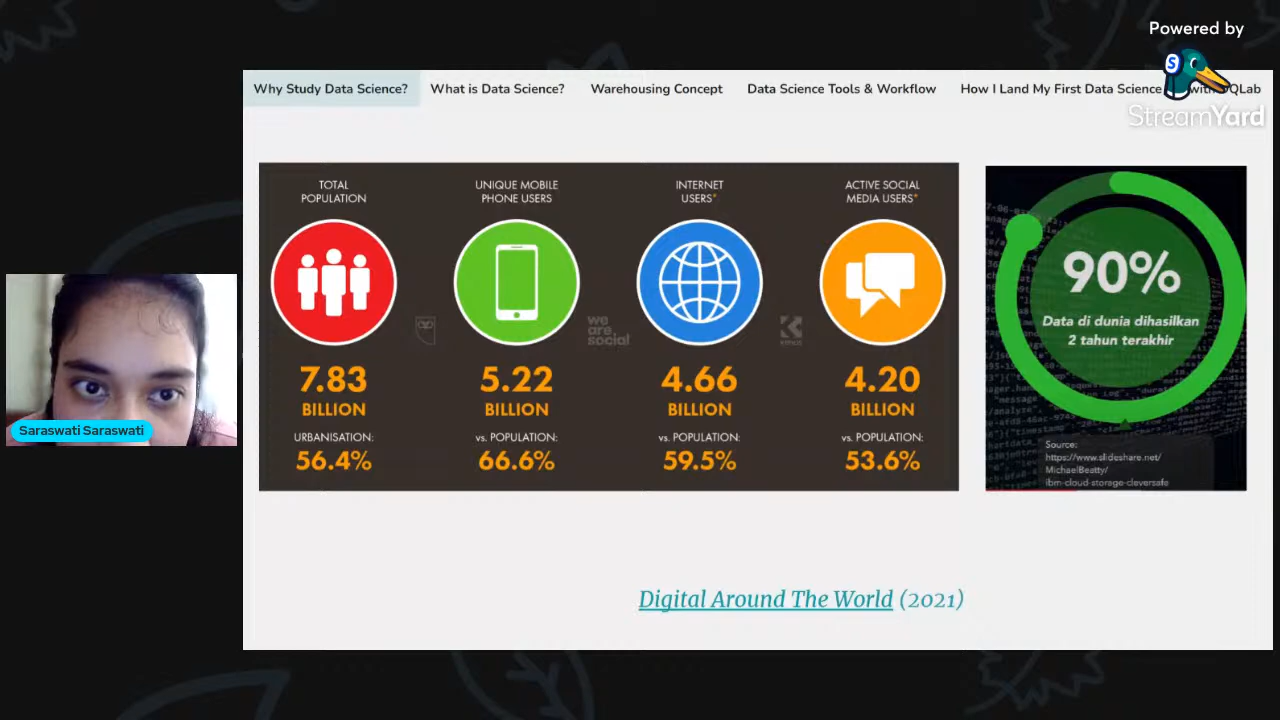 Powered by
StreamYard
Why Study Data Science?
What is Data Science?
Warehousing Concept
Data Science Tools & Workflow
How I Land My First Data Science
with
QLab
TOTAL
POPULATION
7.83
BILLION
URBANISATION:
56.4%
UNIQUE MOBILE
PHONE USERS
5.22
BILLION
vs. POPULATION:
66.6%
INTERNET
USERS*
4.66
BILLION
vs. POPULATION:
59.5%
ACTIVE SOCIAL
MEDIA USERS*
4.20
BILLION
vs. POPULATION:
53.6%
we
are
social
90%
Data di dunia dihasilkan
2 tahun terakhir
Source:
https://www.slideshare.net/
MichaelBeatty/
ibm-cloud-storage-cleversafe
Saraswati Saraswati
Digital Around The World (2021)